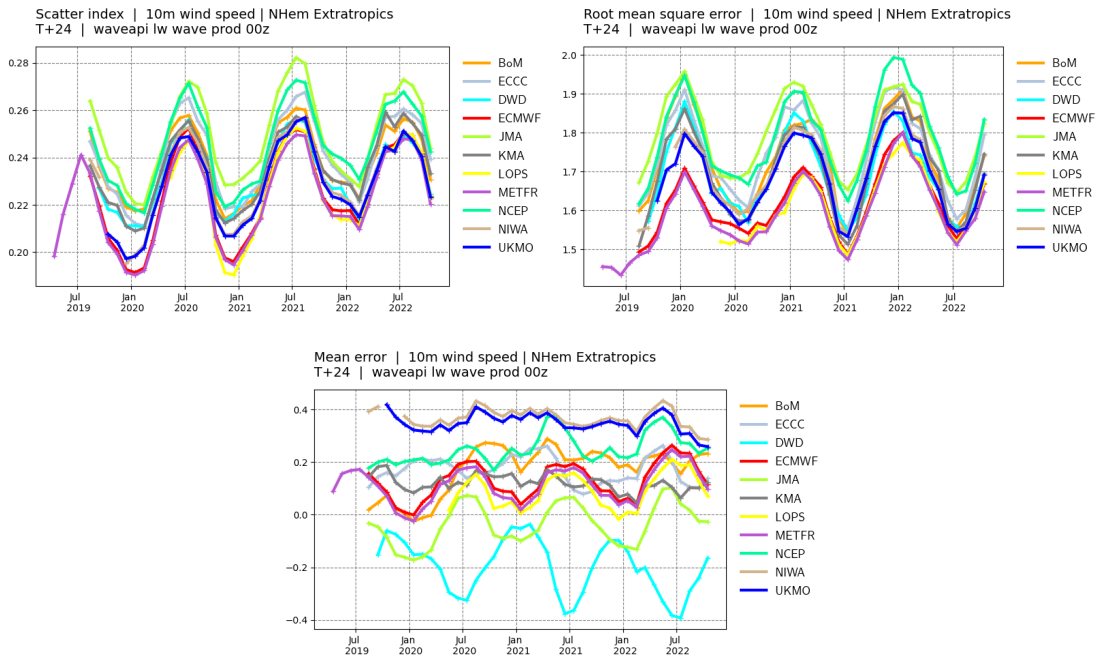 Scatter index | 10m wind speed | NHem Extratropics
T+24 | waveapi lw wave prod 00z
0.28
0.26
0.24
0.22
0.20
Jul
2019
Jan
2020
Jul
2020
Jan
2021
Jul
2021
Jan
2022
Jul
2022
BoM
ECCC
DWD
ECMWF
JMA
KMA
LOPS
METFR
NCEP
NIWA
UKMO
Root mean square error | 10m wind speed | NHem Extratropics
T+24 | waveapi lw wave prod 00z
2.0
1.9
1.8
1.7
1.6
1.5
Jul
2019
Jan
2020
Jul
2020
Jan
2021
Jul
2021
Jan
2022
Jul
2022
BoM
ECCC
DWD
ECMWF
JMA
KMA
LOPS
METFR
NCEP
NIWA
UKMO
Mean error | 10m wind speed | NHem Extratropics
T+24 | waveapi lw wave prod 00z
0.4
0.2
0.0
−0.2
−0.4
Jul
2019
Jan
2020
Jul
2020
Jan
2021
Jul
2021
Jan
2022
Jul
2022
BoM
ECCC
DWD
ECMWF
JMA
KMA
LOPS
METFR
NCEP
NIWA
UKMO